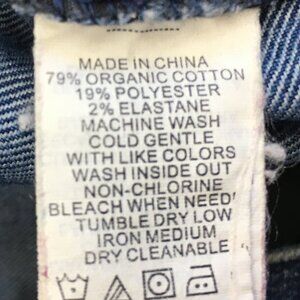 MADE IN CHINA
79% ORGANIC COTTON
19% POLYESTER
2% ELASTANE
MACHINE WASH
COLD GENTLE
WITH LIKE COLORS
WASH INSIDE OUT
NON-CHLORINE
BLEACH WHEN NEED
TUMBLE DRY LOW
IRON MEDIUM
DRY CLEANABLE